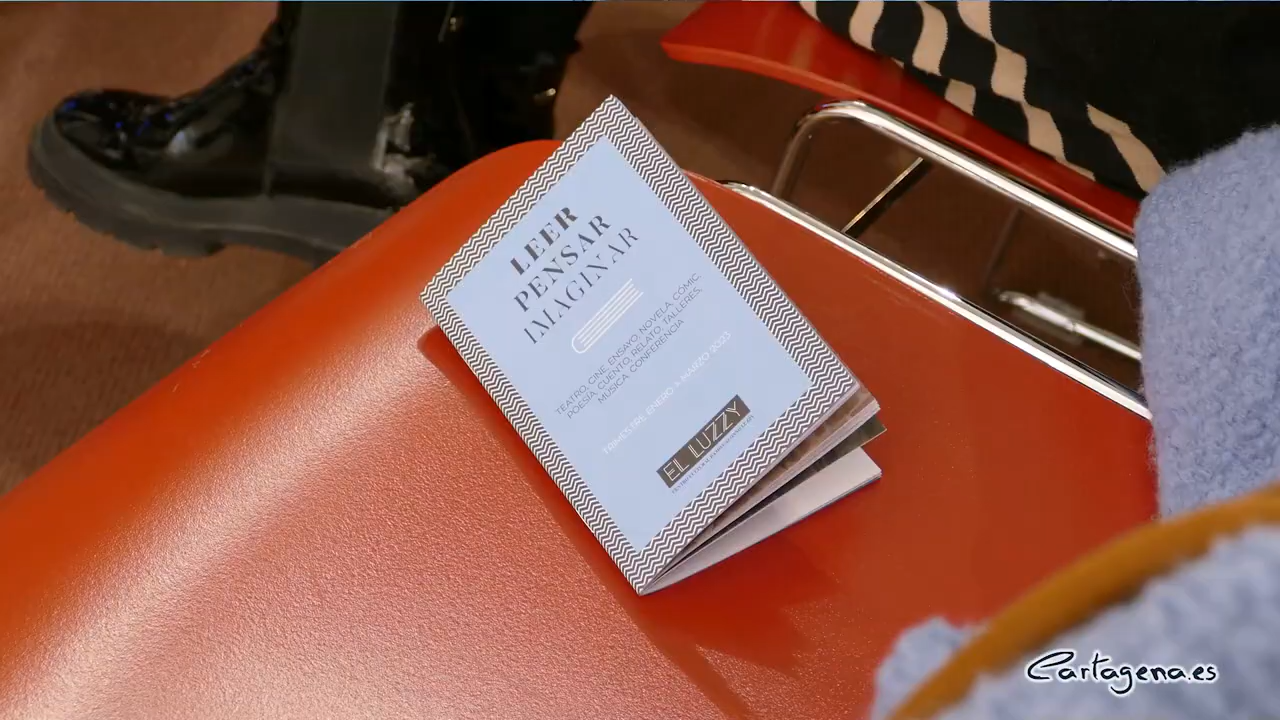 LEER
PENSAR
IMAGINAR
TEATRO, CINE, ENSAYO, NOVELA, CÓMIC,
POESÍA, CUENTO, RELATO, TALLERES,
MÚSICA, CONFERENCIA
TRIMESTRE ENERO A MARZO 2023
EL LUZZY
Cartagena.es